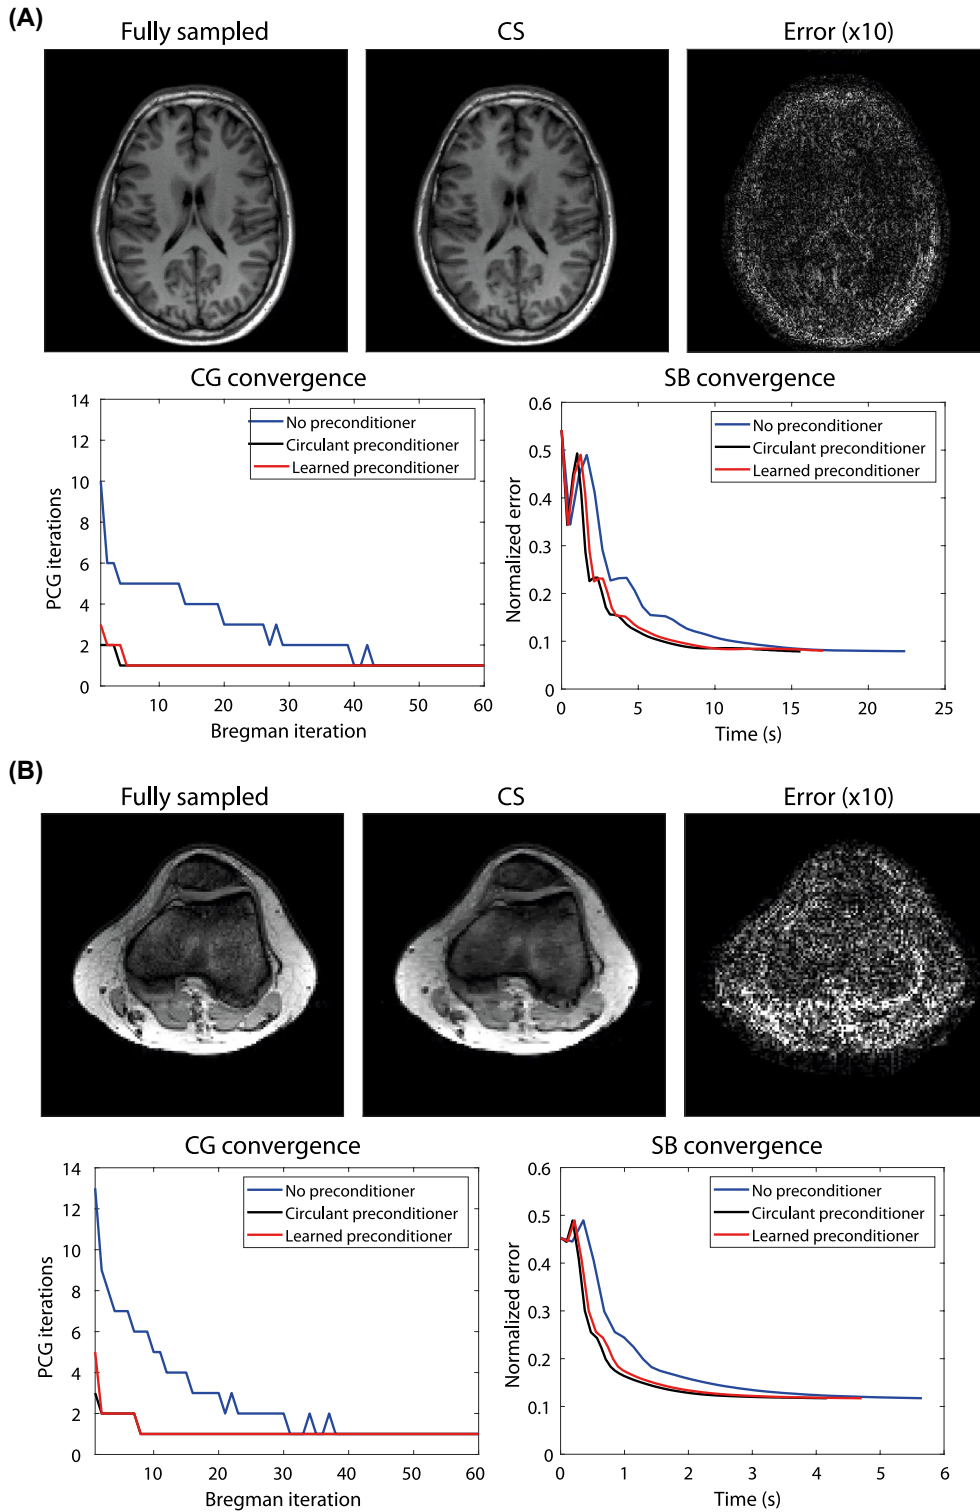 (A)
Fully sampled
CS
Error (x10)
CG convergence
14
12
10
8
6
4
2
0
PCG iterations
No preconditioner
Circulant preconditioner
Learned preconditioner
10
20
30
40
50
60
Bregman iteration
SB convergence
0.6
0.5
0.4
0.3
0.2
0.1
0
Normalized error
No preconditioner
Circulant preconditioner
Learned preconditioner
0
5
10
15
20
25
Time (s)
(B)
Fully sampled
CS
Error (x10)
CG convergence
14
12
10
8
6
4
2
0
PCG iterations
No preconditioner
Circulant preconditioner
Learned preconditioner
10
20
30
40
50
60
Bregman iteration
SB convergence
0.6
0.5
0.4
0.3
0.2
0.1
0
Normalized error
No preconditioner
Circulant preconditioner
Learned preconditioner
0
1
2
3
4
5
6
Time (s)